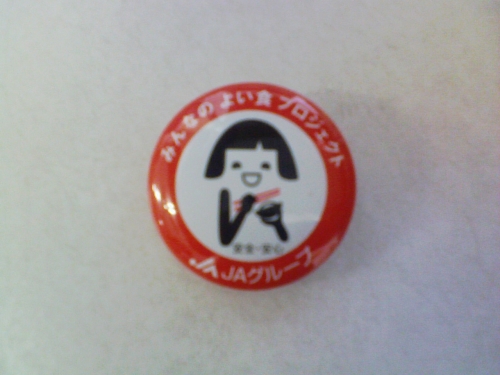 みんなのよい食プロジェクト
安全・安心
JAグループ